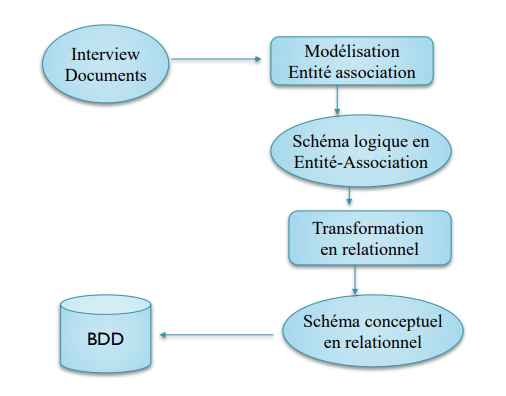 Interview
Documents
Modélisation
Entité association
Schéma logique en
Entité-Association
Transformation
en relationnel
Schéma conceptuel
en relationnel
BDD